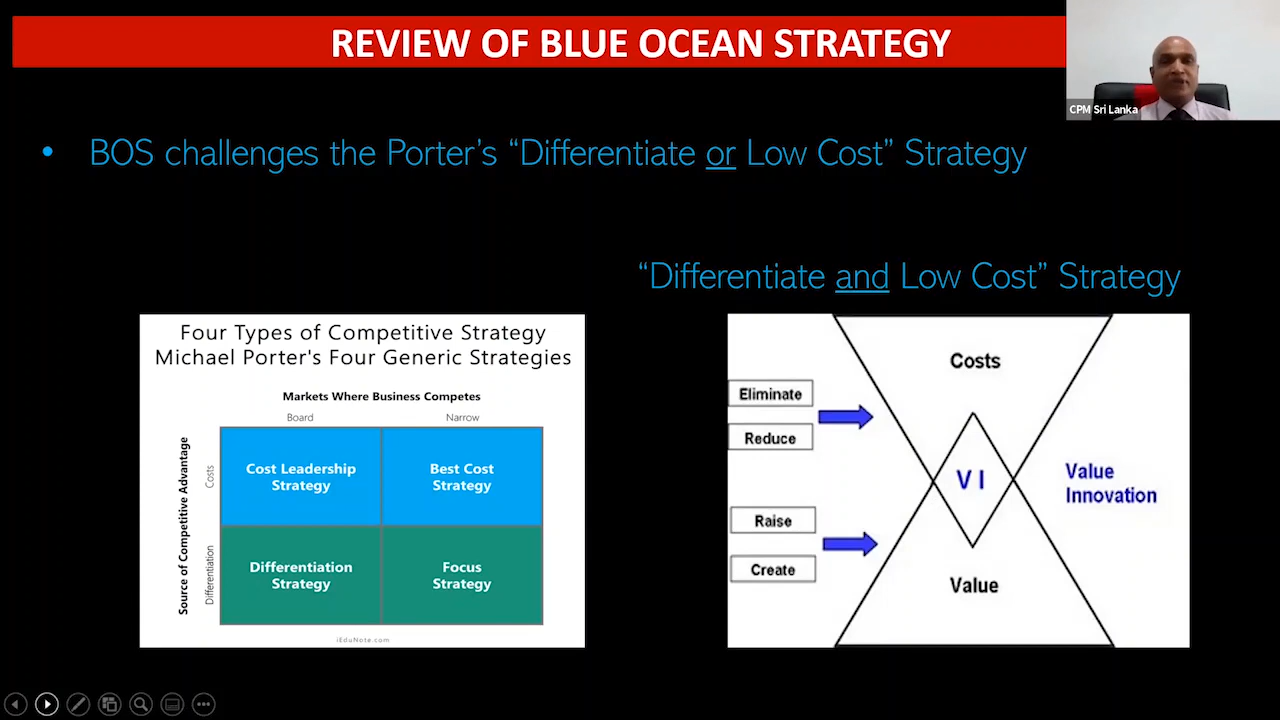 REVIEW OF BLUE OCEAN STRATEGY
CPM Sri Lanka
• BOS challenges the Porter’s “Differentiate or Low Cost” Strategy
“Differentiate and Low Cost” Strategy
Four Types of Competitive Strategy
Michael Porter's Four Generic Strategies
Markets Where Business Competes
Board
Narrow
Source of Competitive Advantage
Costs
Differentiation
Cost Leadership
Strategy
Best Cost
Strategy
Differentiation
Strategy
Focus
Strategy
iEduNote.com
Eliminate
Reduce
Raise
Create
Costs
V I
Value
Innovation
Value